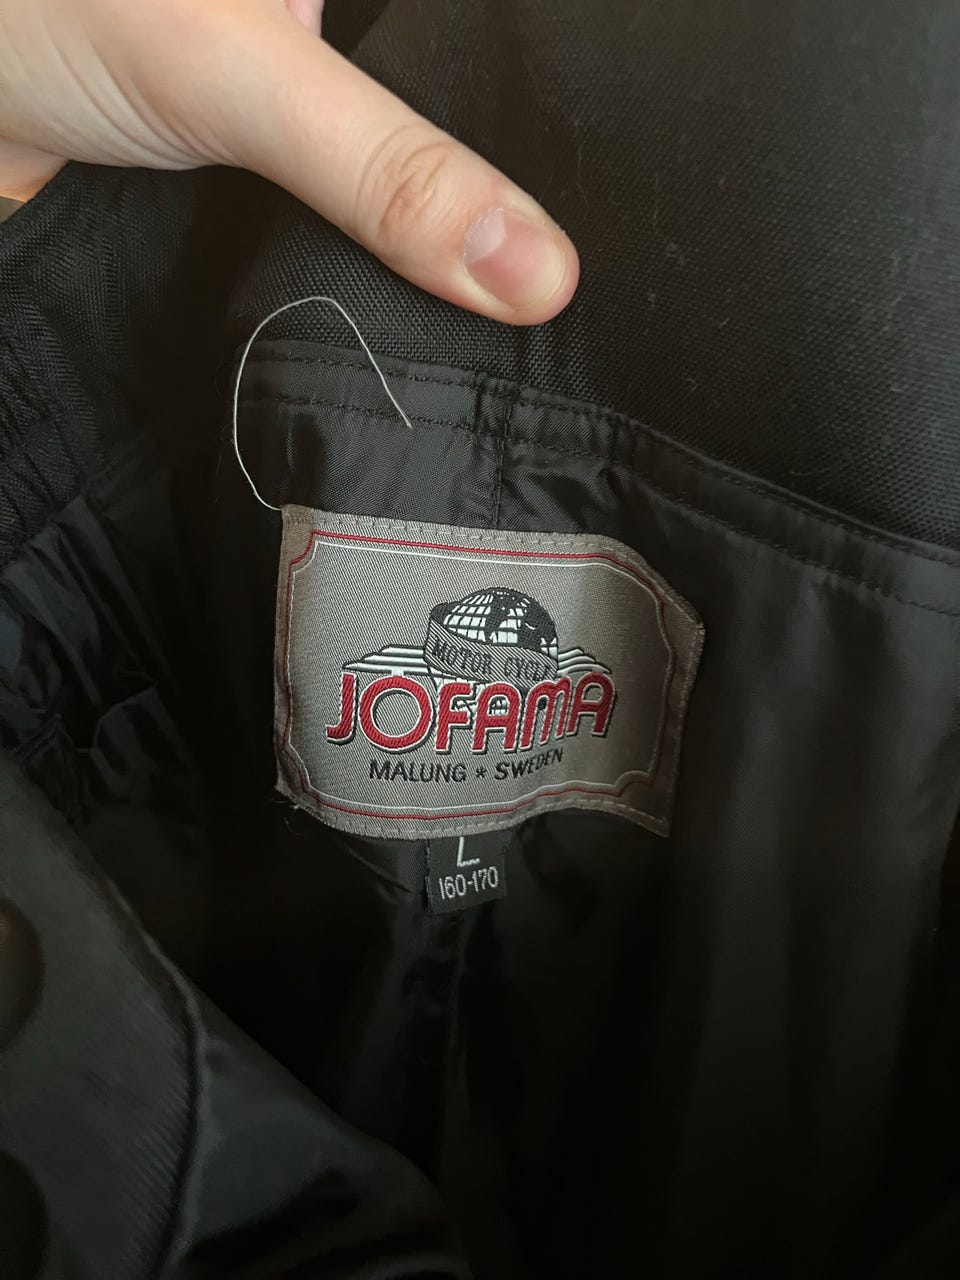 MOTOR CYCLE
JOFAMA
MALUNG * SWEDEN
L
160-170